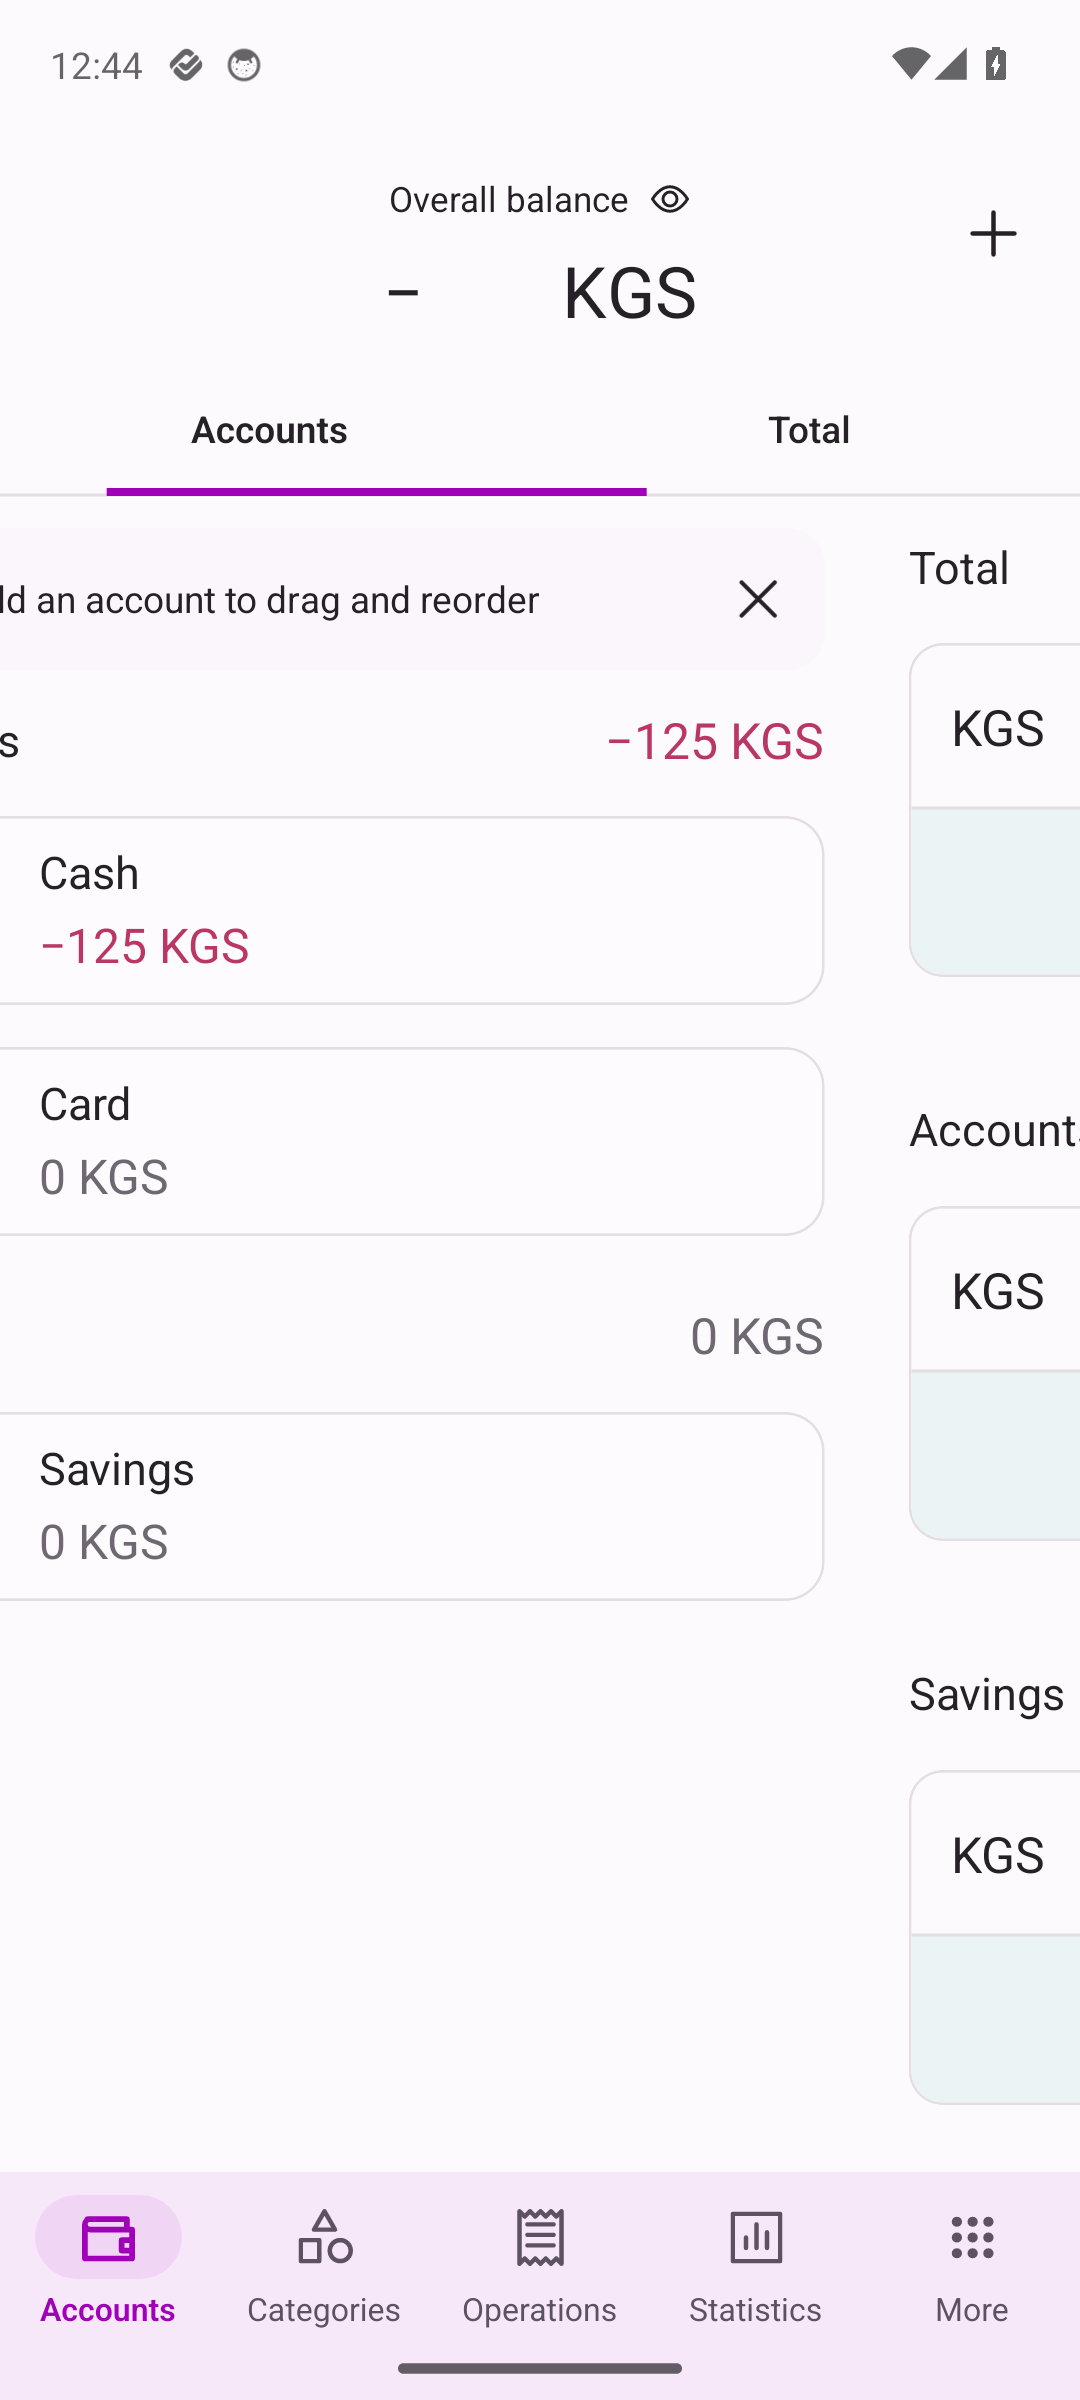 12:44
Overall balance
– KGS
Accounts
Total
ld an account to drag and reorder
s
–125 KGS
Cash
–125 KGS
Card
0 KGS
0 KGS
Savings
0 KGS
Total
KGS
Accounts
KGS
Savings
KGS
Accounts
Categories
Operations
Statistics
More